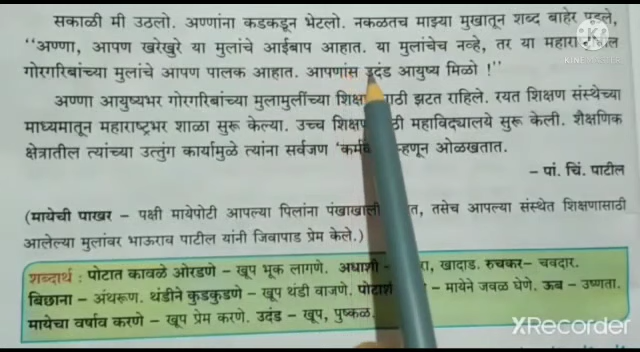 सकाळी मी उठलो. अण्णांना कडकडून भेटलो. नकळतच माझ्या मुखातून शब्द बाहेर पडले,
“अण्णा, आपण खरेखुरे या मुलांचे आईबाप आहात. या मुलांचेच नव्हे, तर या
गोरगरिबांच्या मुलांचे आपण पालक आहात. आपणांस उदंड आयुष्य मिळो !”
अण्णा आयुष्यभर गोरगरिबांच्या मुलामुलींच्या झटत राहिले. रयत शिक्षण संस्थेच्या
माध्यमातून महाराष्ट्रभर शाळा सुरू केल्या. उच्च महाविद्यालये सुरू केली. शैक्षणिक
क्षेत्रातील त्यांच्या उत्तुंग कार्यामुळे त्यांना सर्वजण ओळखतात.
– पां. चिं. पाटील
(मायेची पाखर – पक्षी मायेपोटी आपल्या पिलांना तसेच आपल्या संस्थेत शिक्षणासाठी
आलेल्या मुलांवर भाऊराव पाटील यांनी जिवापाड प्रेम केले.)
शब्दार्थ : पोटात कावळे ओरडणे – खूप भूक लागणे. अधाशी खादाड. रुचकर – चवदार.
बिछाना – अंथरूण. थंडीने कुडकुडणे – खूप थंडी वाजणे. – मायेने जवळ घेणे. ऊब – उष्णता.
मायेचा वर्षाव करणे – खूप प्रेम करणे. उदंड – खूप, पुष्कळ.
KINEMASTER
XRecorder